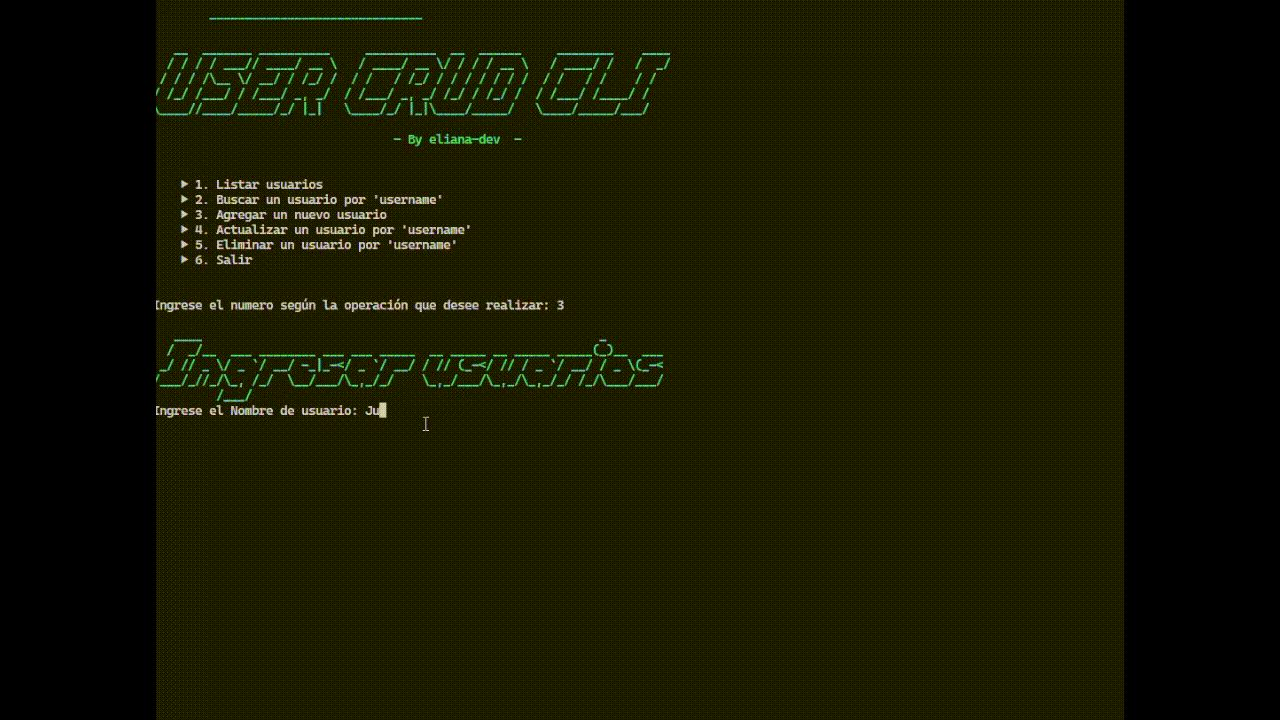 USER CRUD CLI
- By eliana-dev -
► 1. Listar usuarios
► 2. Buscar un usuario por 'username'
► 3. Agregar un nuevo usuario
► 4. Actualizar un usuario por 'username'
► 5. Eliminar un usuario por 'username'
► 6. Salir
Ingrese el numero según la operación que desee realizar: 3
Ingresar usuarios
Ingrese el Nombre de usuario: Ju